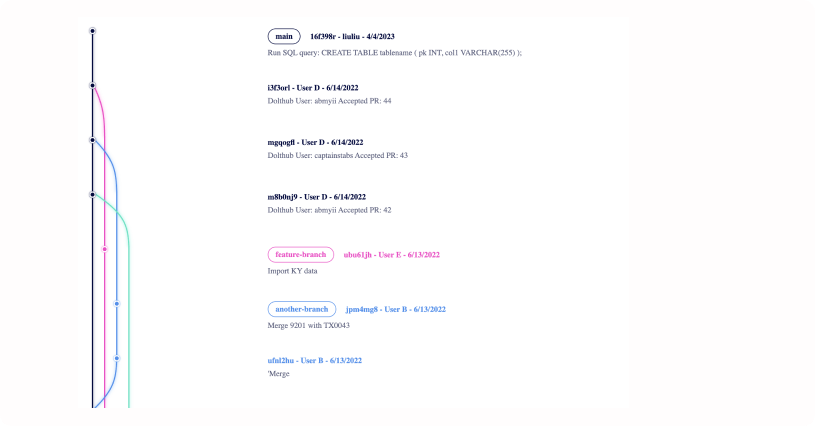 main 16f398r - liuliu - 4/4/2023
Run SQL query: CREATE TABLE tablename ( pk INT, col1 VARCHAR(255) );
i3f3orl - User D - 6/14/2022
Dolthub User: abmyii Accepted PR: 44
mgqogfl - User D - 6/14/2022
Dolthub User: captainstabs Accepted PR: 43
m8b0nj9 - User D - 6/14/2022
Dolthub User: abmyii Accepted PR: 42
feature-branch ubu61jh - User E - 6/13/2022
Import KY data
another-branch jpm4mg8 - User B - 6/13/2022
Merge 9201 with TX0043
ufnl2hu - User B - 6/13/2022
'Merge